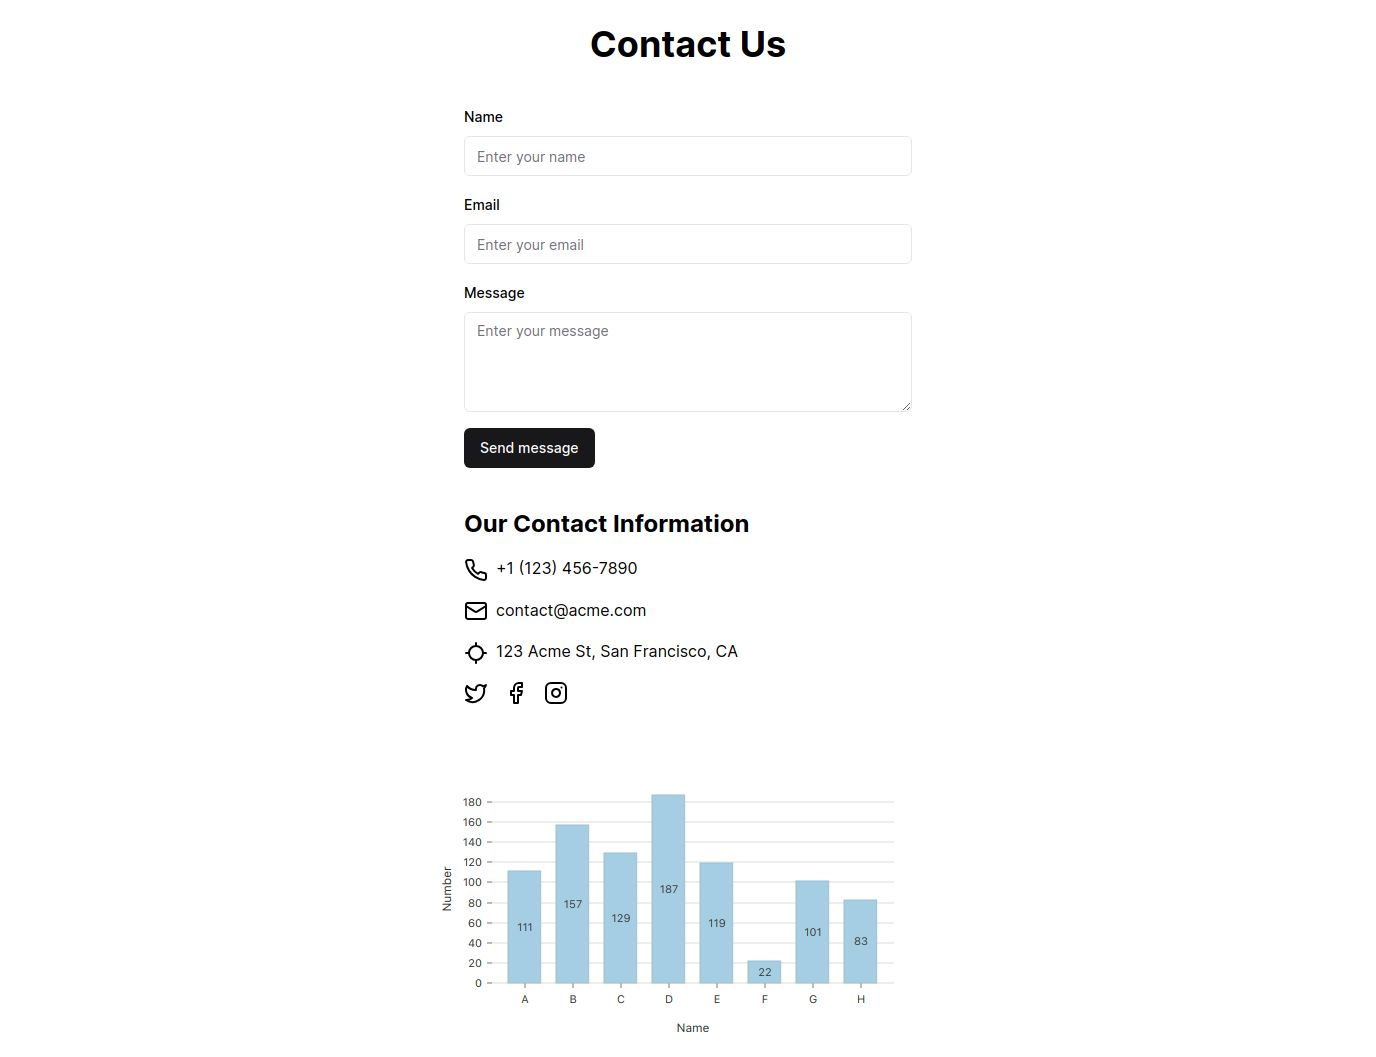 Contact Us
Name
Enter your name
Email
Enter your email
Message
Enter your message
Send message
Our Contact Information
+1 (123) 456-7890
contact@acme.com
123 Acme St, San Francisco, CA
Number
180
160
140
120
100
80
60
40
20
0
111
157
129
187
119
22
101
83
A B C D E F G H
Name